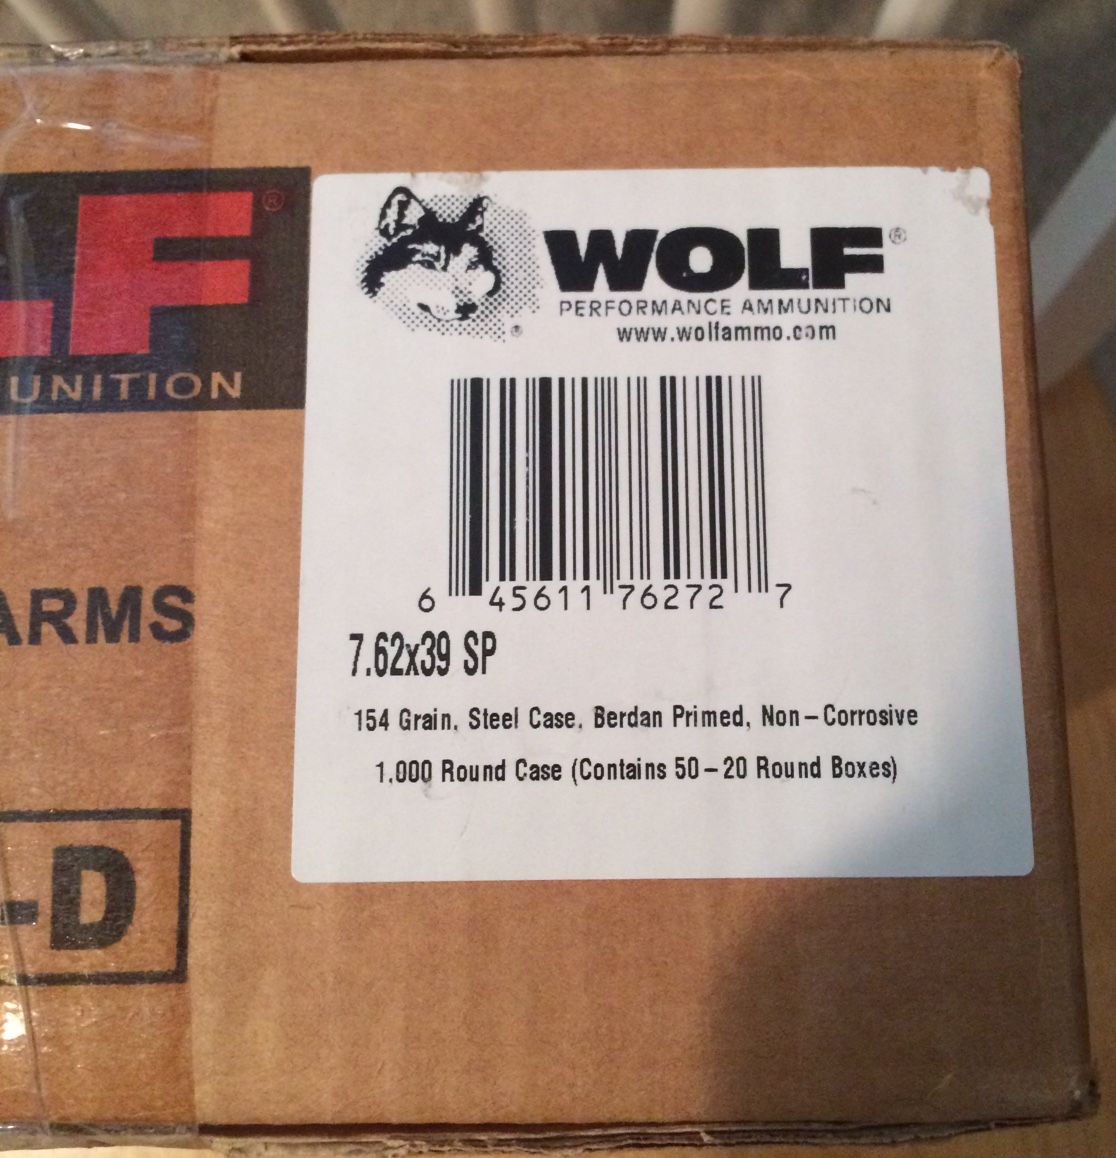 LF®
UNITION
ARMS
-D
WOLF®
PERFORMANCE AMMUNITION
www.wolfammo.com
®
6 45611 76272 7
7.62x39 SP
154 Grain, Steel Case, Berdan Primed, Non-Corrosive
1,000 Round Case (Contains 50-20 Round Boxes)